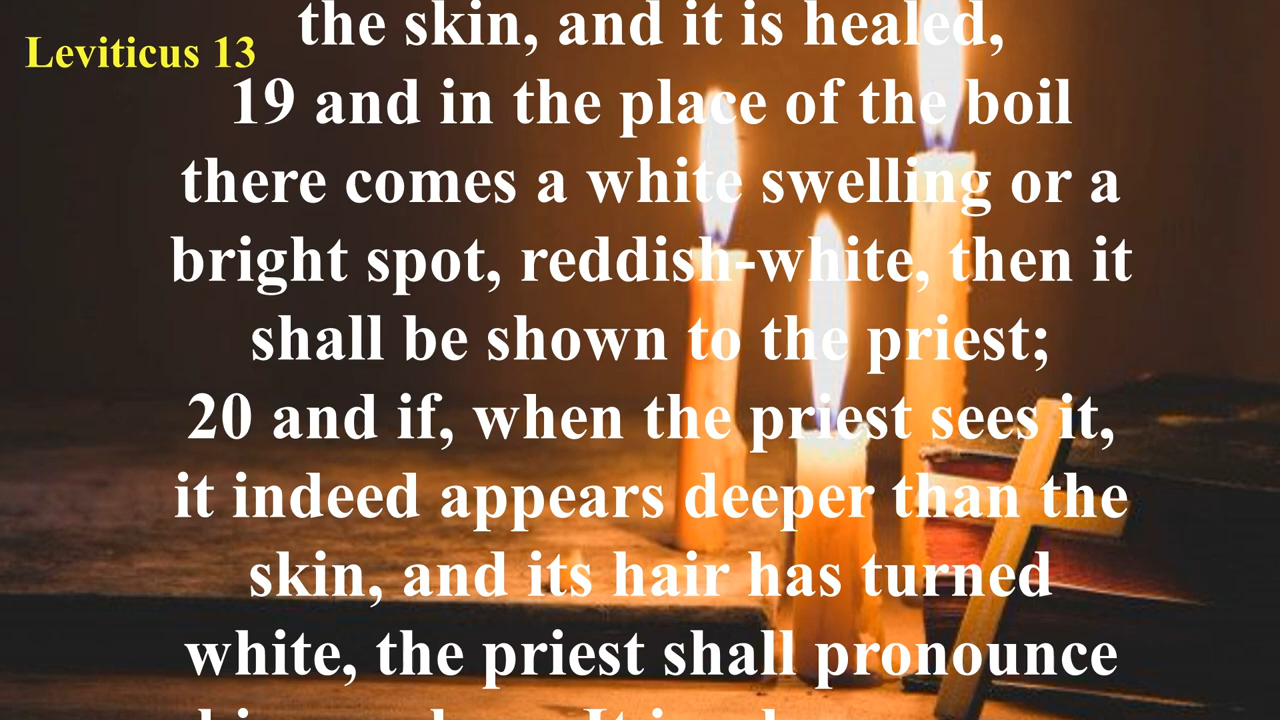 Leviticus 13
the skin, and it is healed,
19 and in the place of the boil
there comes a white swelling or a
bright spot, reddish-white, then it
shall be shown to the priest;
20 and if, when the priest sees it,
it indeed appears deeper than the
skin, and its hair has turned
white, the priest shall pronounce